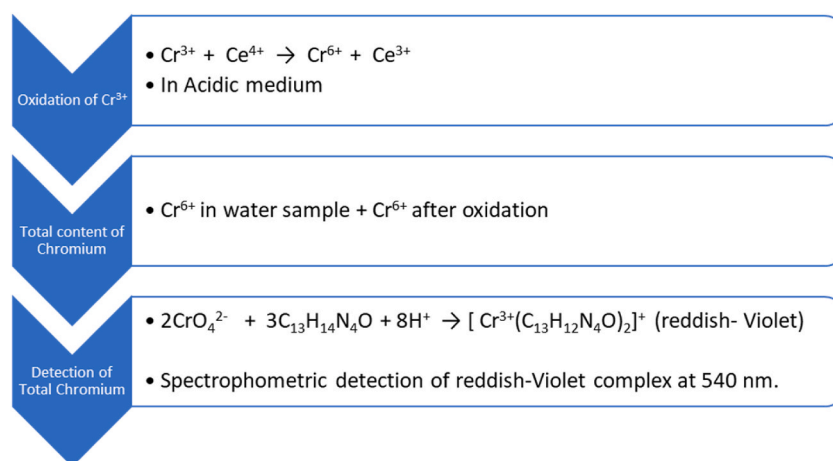 Oxidation of Cr³⁺
• Cr³⁺ + Ce⁴⁺ → Cr⁶⁺ + Ce³⁺
• In Acidic medium
Total content of
Chromium
• Cr⁶⁺ in water sample + Cr⁶⁺ after oxidation
Detection of
Total Chromium
• 2CrO₄²⁻ + 3C₁₃H₁₄N₄O + 8H⁺ → [ Cr³⁺(C₁₃H₁₂N₄O)₂]⁺ (reddish- Violet)
• Spectrophometric detection of reddish-Violet complex at 540 nm.